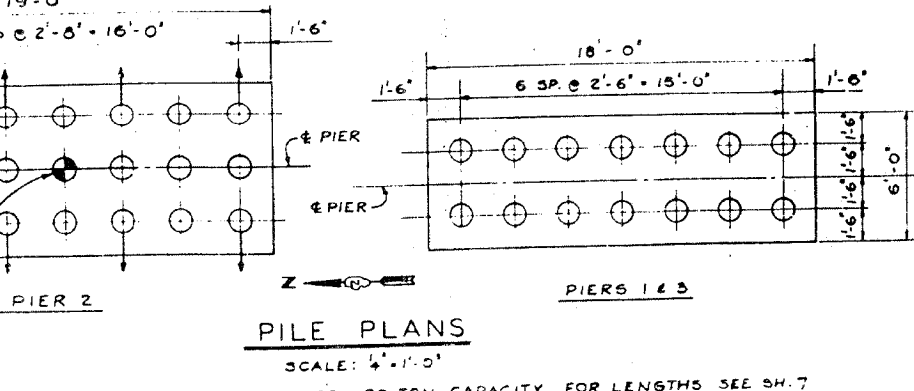 19'-0"
@ 2'-8" = 16'-0"
1'-6"
℄ PIER
PIER 2
18'-0"
1'-6"
6 SP. @ 2'-6" = 15'-0"
1'-6"
1'-6"
1'-6"
1'-6"
1'-6"
6'-0"
℄ PIER
PIERS 1 & 3
Z
N
PILE PLANS
SCALE: 1/4" = 1'-0"
CAPACITY. FOR LENGTHS SEE SH. 7